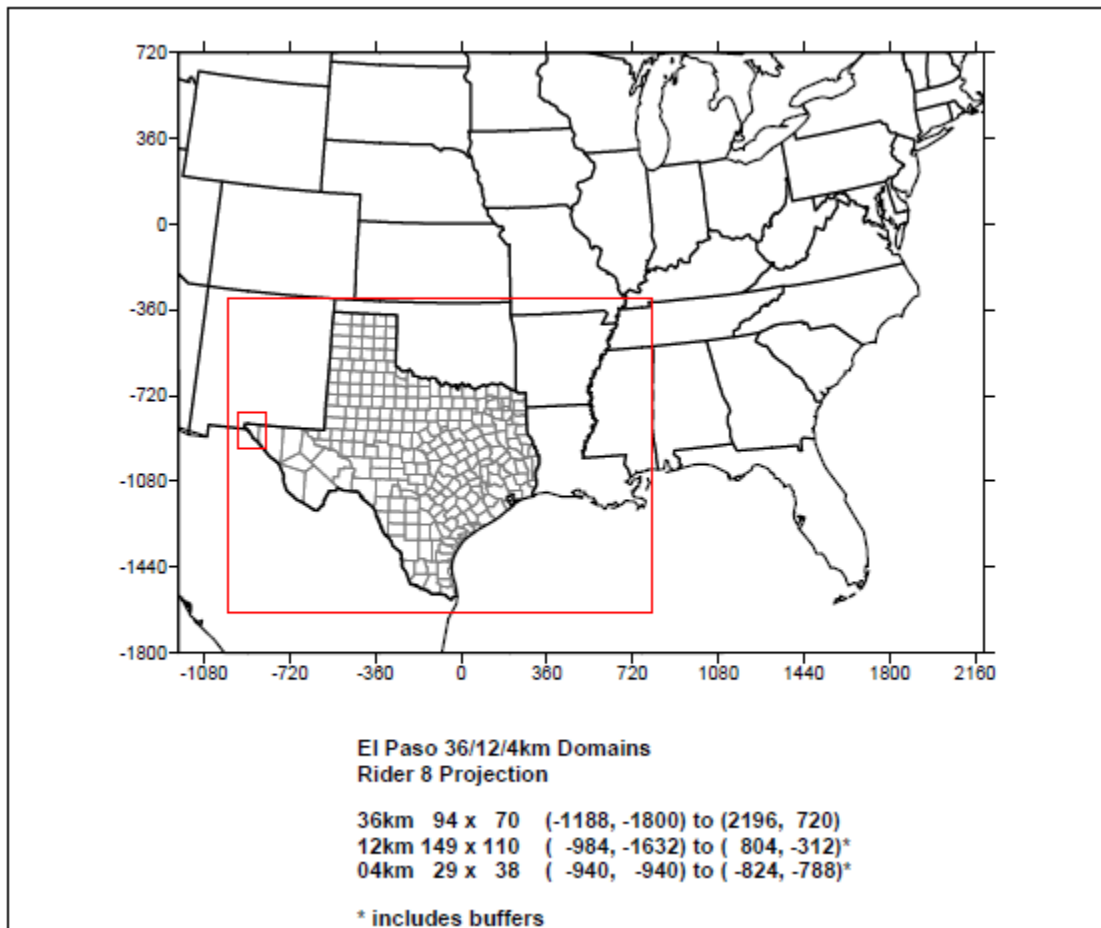 720
360
0
-360
-720
-1080
-1440
-1800
-1080 -720 -360 0 360 720 1080 1440 1800 2160
El Paso 36/12/4km Domains
Rider 8 Projection
36km 94 x 70 (-1188, -1800) to (2196, 720)
12km 149 x 110 ( -984, -1632) to ( 804, -312)*
04km 29 x 38 ( -940, -940) to ( -824, -788)*
* includes buffers